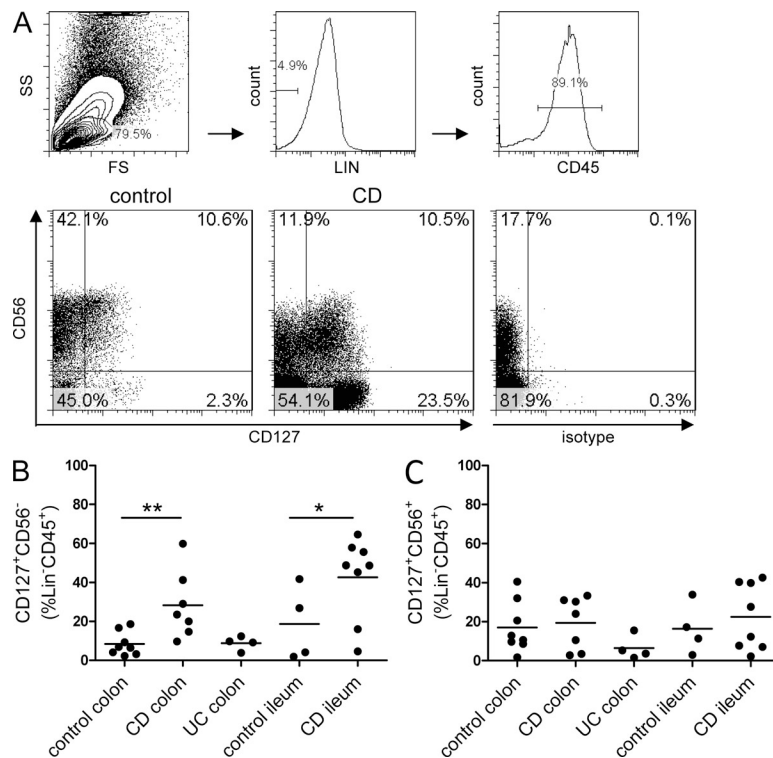 A
SS
79.5%
FS
count
4.9%
LIN
count
89.1%
CD45
control
CD
CD56
42.1% 10.6%
45.0% 2.3%
11.9% 10.5%
54.1% 23.5%
17.7% 0.1%
81.9% 0.3%
CD127
isotype
B
CD127⁺CD56⁻
(%Lin⁻CD45⁺)
100
80
60
40
20
0
**
*
control colon
CD colon
UC colon
control ileum
CD ileum
C
CD127⁺CD56⁺
(%Lin⁻CD45⁺)
100
80
60
40
20
0
control colon
CD colon
UC colon
control ileum
CD ileum